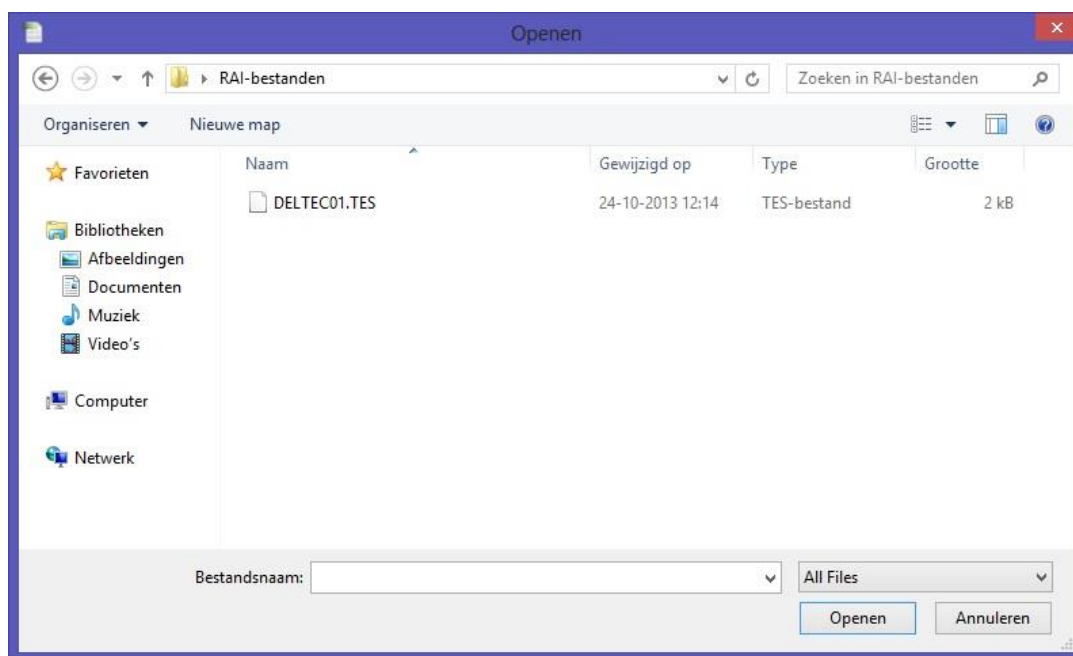 Openen
RAI-bestanden
Zoeken in RAI-bestanden
Organiseren Nieuwe map
Favorieten
Bibliotheken
Afbeeldingen
Documenten
Muziek
Video's
Computer
Netwerk
Naam Gewijzigd op Type Grootte
DELTEC01.TES 24-10-2013 12:14 TES-bestand 2 kB
Bestandsnaam: All Files
Openen Annuleren